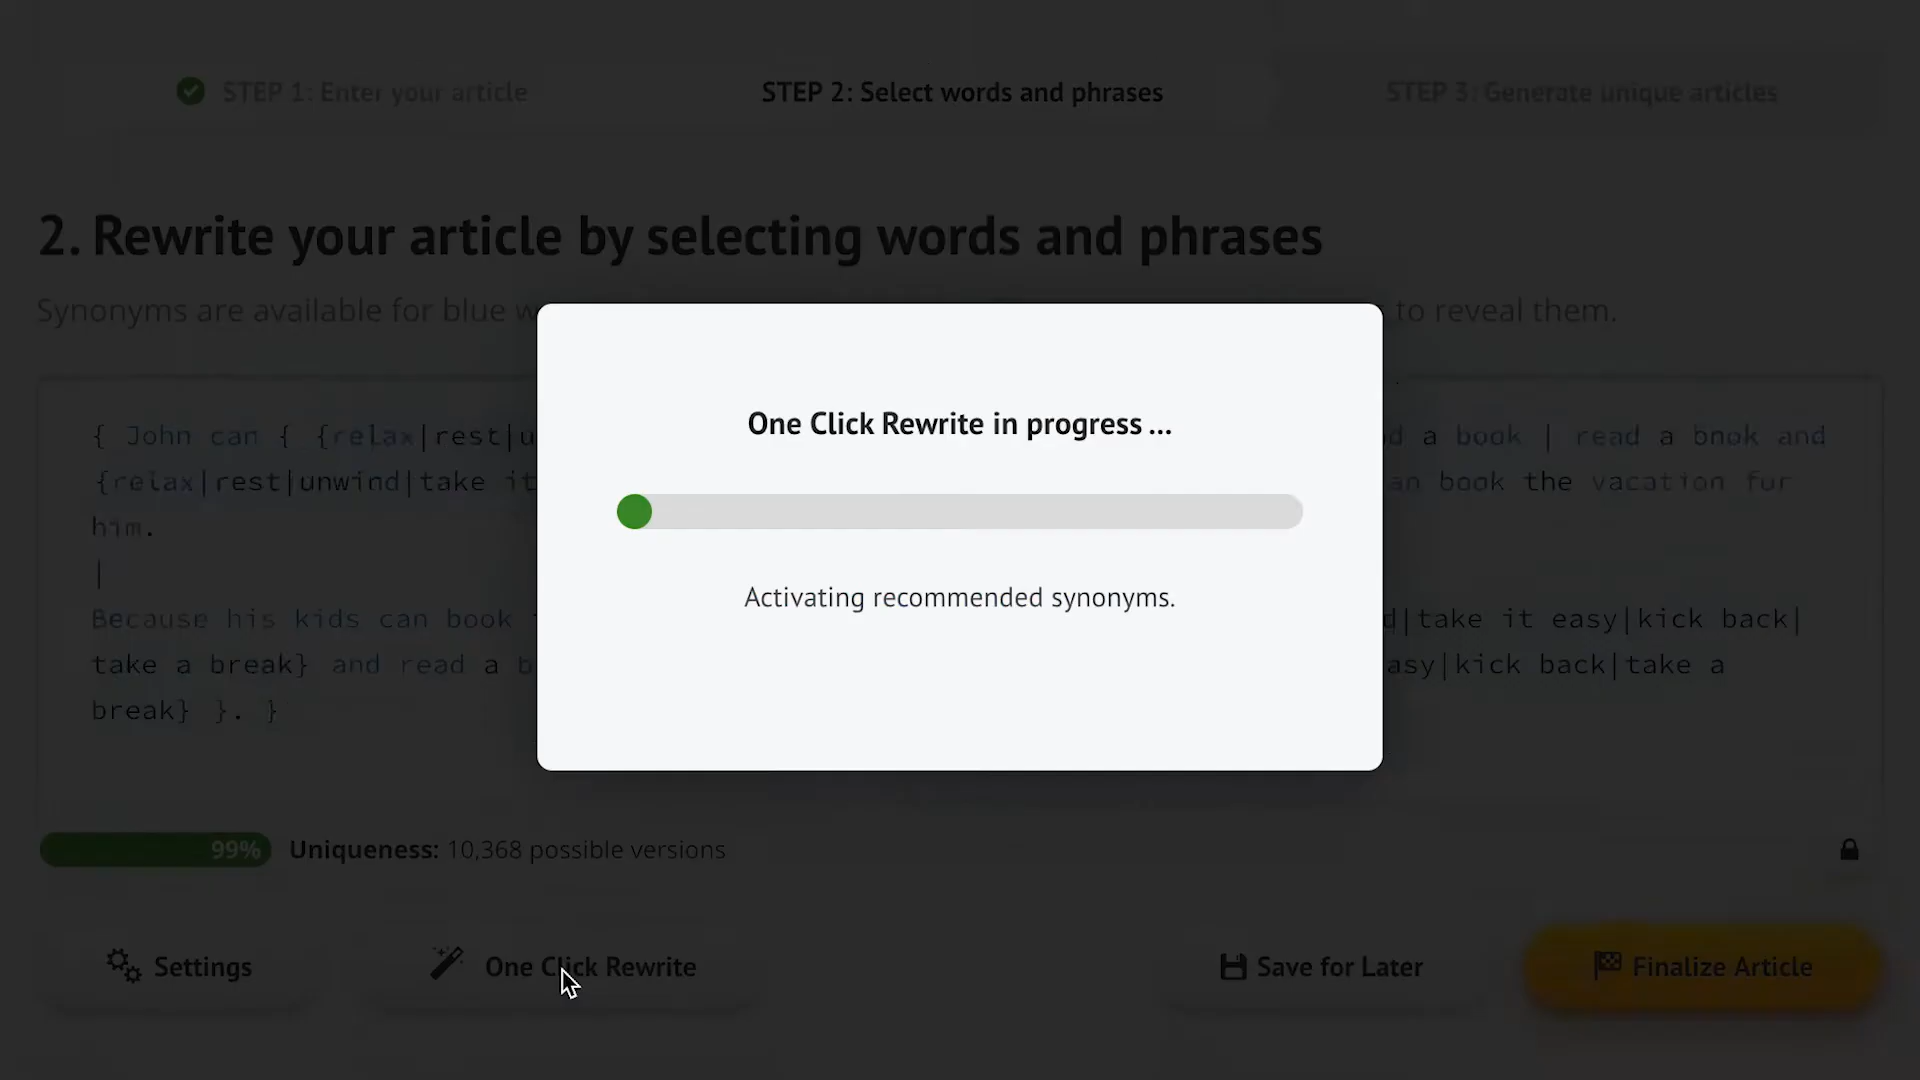 STEP 1: Enter your article
STEP 2: Select words and phrases
STEP 3: Generate unique articles
2. Rewrite your article by selecting words and phrases
Synonyms are available for blue w to reveal them.
{ John can { {relax|rest|u d a book | read a book and
{relax|rest|unwind|take it an book the vacation for
him.
|
Because his kids can book d|take it easy|kick back|
take a break} and read a b asy|kick back|take a
break} }. }
One Click Rewrite in progress ...
Activating recommended synonyms.
99% Uniqueness: 10,368 possible versions
Settings
One Click Rewrite
Save for Later
Finalize Article